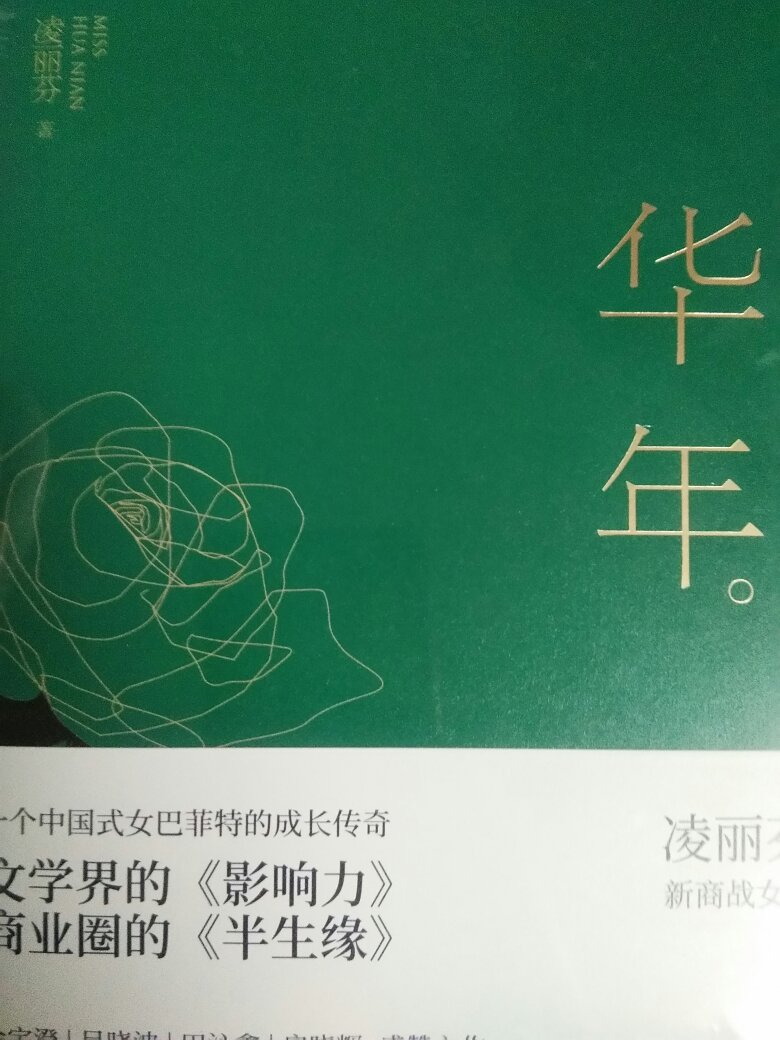 MISS
HUA NIAN
凌丽芬 著
华年。
一个中国式女巴菲特的成长传奇
文学界的《影响力》
商业圈的《半生缘》
凌丽芬
新商战女